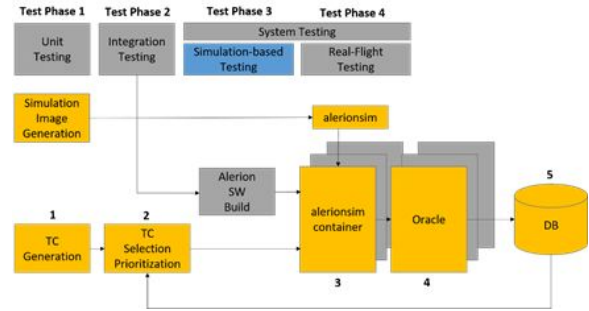 Test Phase 1 Test Phase 2 Test Phase 3 Test Phase 4
System Testing
Unit
Testing
Integration
Testing
Simulation-based
Testing
Real-Flight
Testing
Simulation
Image
Generation
alerionsim
Alerion
SW
Build
1
TC
Generation
2
TC
Selection
Prioritization
alerionsim
container
3
Oracle
4
5
DB